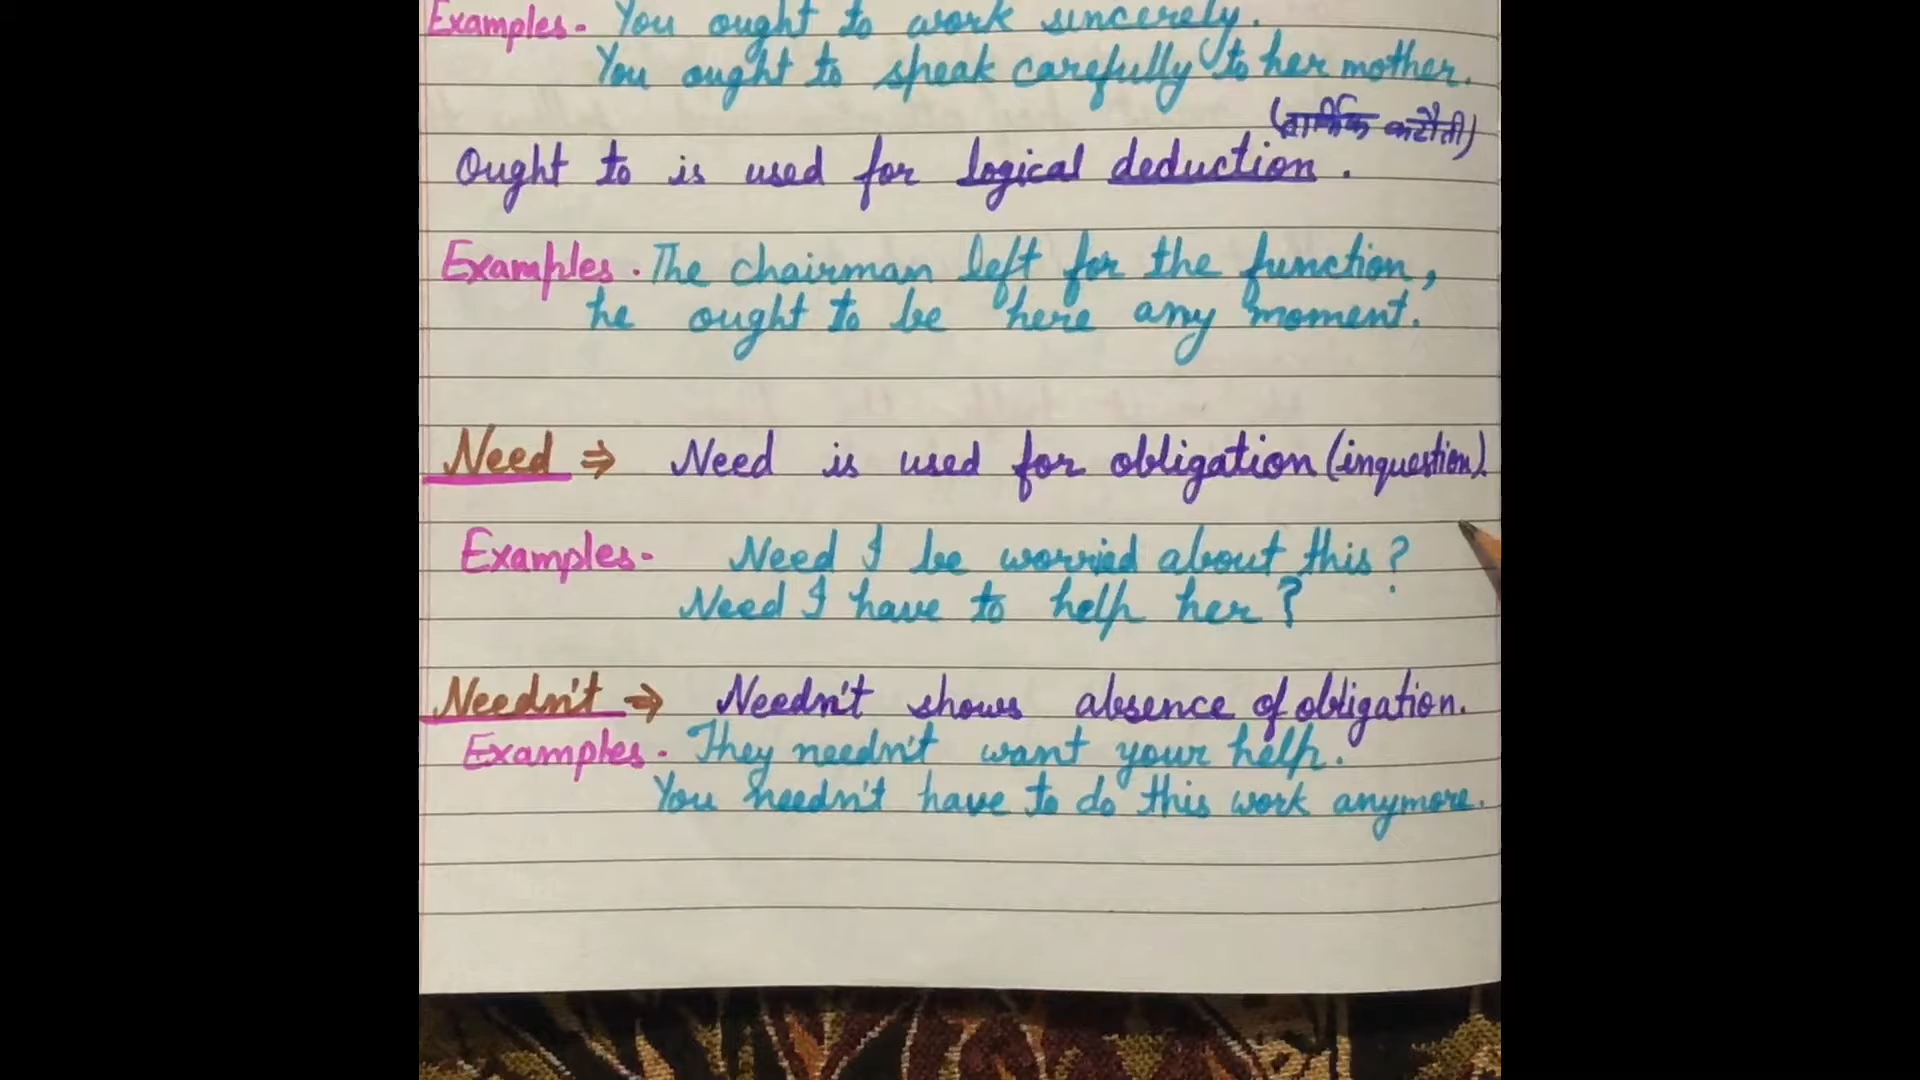 Examples- You ought to work sincerely.
You ought to speak carefully to her mother.
(तार्किक कटौती)
Ought to is used for logical deduction.
Examples. The chairman left for the function,
he ought to be here any moment.
Need ⇒ Need is used for obligation (inquestion).
Examples- Need I be worried about this?
Need I have to help her?
Needn't ⇒ Needn't shows absence of obligation.
Examples. They needn't want your help.
You needn't have to do this work anymore.